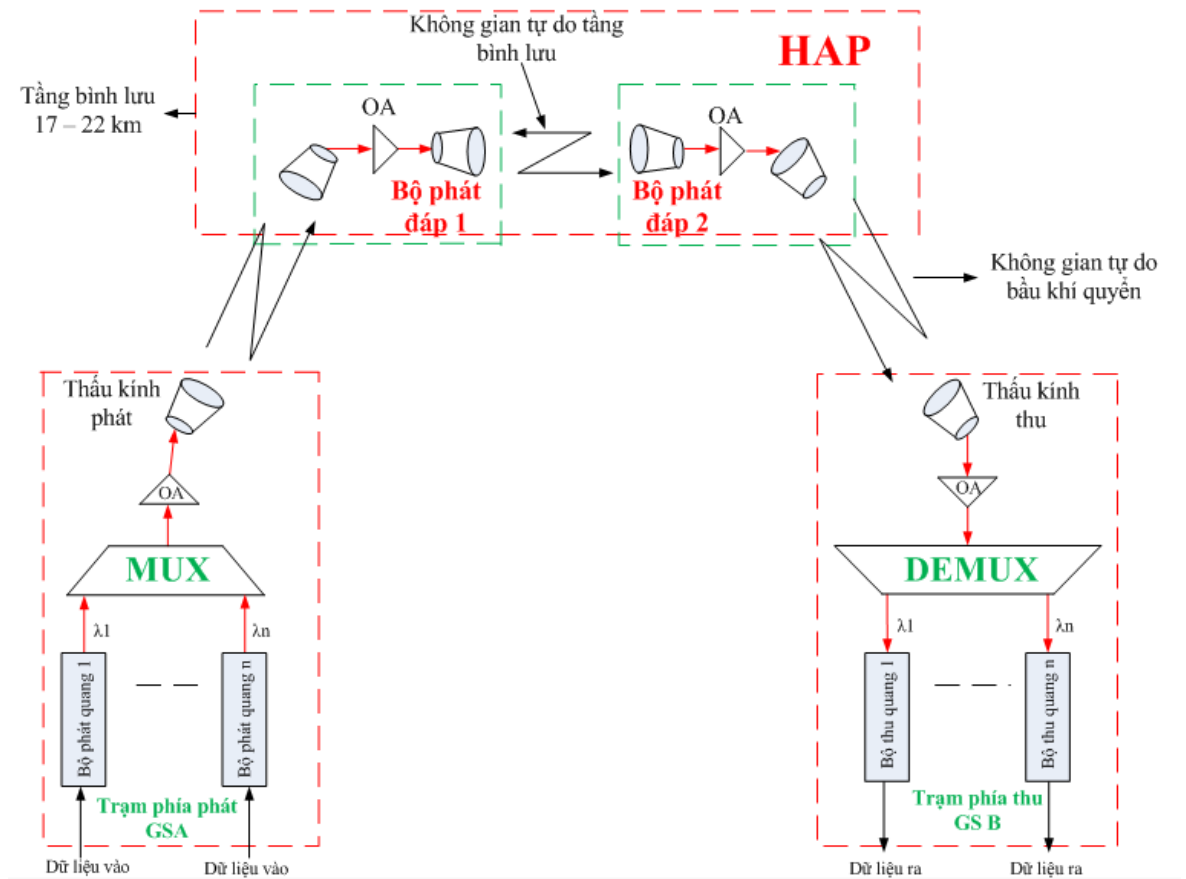 Không gian tự do tầng
bình lưu
HAP
Tầng bình lưu
17 – 22 km
OA
OA
Bộ phát
đáp 1
Bộ phát
đáp 2
Không gian tự do
bầu khí quyển
Thấu kính
phát
Thấu kính
thu
OA
OA
MUX
DEMUX
λ1
λn
λ1
λn
Bộ phát quang 1
Bộ phát quang n
Bộ thu quang 1
Bộ thu quang n
Trạm phía phát
GSA
Trạm phía thu
GS B
Dữ liệu vào
Dữ liệu vào
Dữ liệu ra
Dữ liệu ra